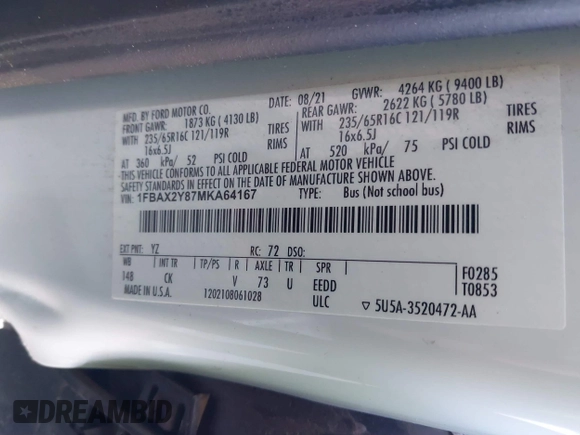 MFD. BY FORD MOTOR CO. 08/21 GVWR: 4264 KG ( 9400 LB)
FRONT GAWR: 1873 KG ( 4130 LB) REAR GAWR: 2622 KG ( 5780 LB)
WITH 235/65R16C 121/119R TIRES WITH 235/65R16C 121/119R TIRES
16x6.5J RIMS 16x6.5J RIMS
AT 360 kPa/ 52 PSI COLD AT 520 kPa/ 75 PSI COLD
THIS VEHICLE CONFORMS TO ALL APPLICABLE FEDERAL MOTOR VEHICLE
SAFETY STANDARDS IN EFFECT ON THE DATE OF MANUFACTURE SHOWN ABOVE.
VIN: 1FBAX2Y87MKA64167 TYPE: Bus (Not school bus)
EXT PNT: YZ RC: 72 DSO:
WB INT TR TP/PS R AXLE TR SPR F0285
148 CK V 73 U EEDD T0853
MADE IN U.S.A. 1202108061028 ULC ▽ 5U5A-3520472-AA
DREAMBID